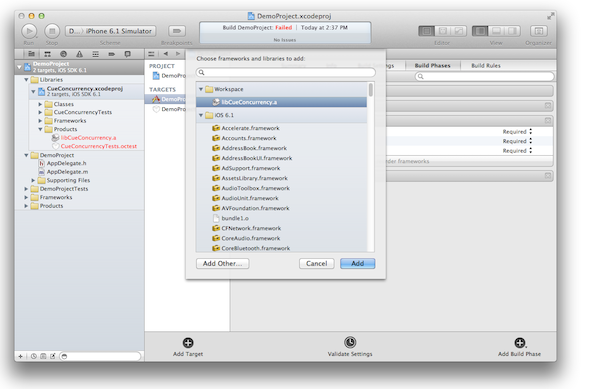 DemoProject.xcodeproj
Run
Stop
D...
iPhone 6.1 Simulator
Scheme
Breakpoints
Build DemoProject: Failed | Today at 2:37 PM
No Issues
Editor
View
Organizer
DemoProject
2 targets, iOS SDK 6.1
Libraries
CueConcurrency.xcodeproj
2 targets, iOS SDK 6.1
Classes
CueConcurrencyTests
Frameworks
Products
libCueConcurrency.a
CueConcurrencyTests.octest
DemoProject
AppDelegate.h
AppDelegate.m
Supporting Files
DemoProjectTests
Frameworks
Products
PROJECT
DemoPro
TARGETS
DemoPro
DemoPro
Choose frameworks and libraries to add:
Workspace
libCueConcurrency.a
iOS 6.1
Accelerate.framework
Accounts.framework
AddressBook.framework
AddressBookUI.framework
AdSupport.framework
AssetsLibrary.framework
AudioToolbox.framework
AudioUnit.framework
AVFoundation.framework
bundle1.o
CFNetwork.framework
CoreAudio.framework
CoreBluetooth.framework
Add Other...
Cancel
Add
Build Phases
Build Rules
Required
Required
Required
frameworks
Add Target
Validate Settings
Add Build Phase